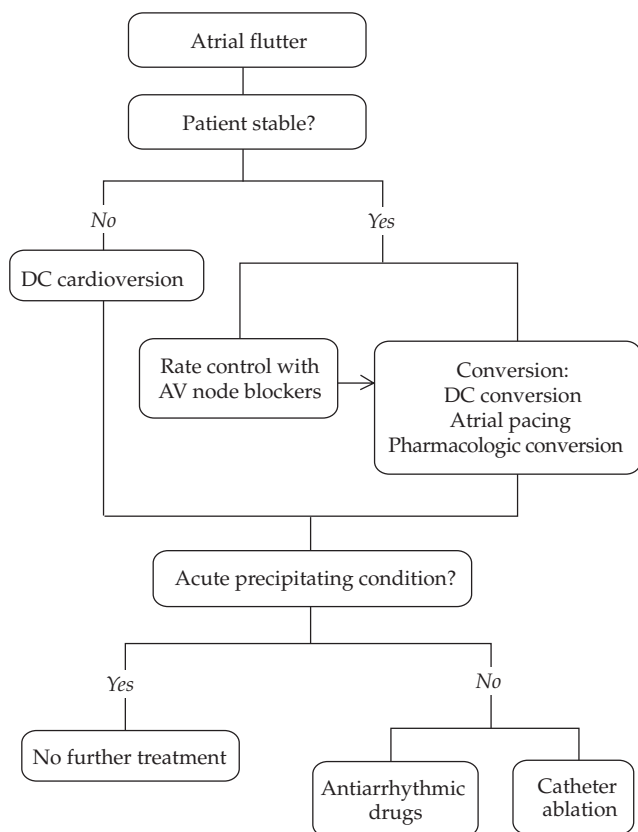 Atrial flutter
Patient stable?
No
Yes
DC cardioversion
Rate control with
AV node blockers
Conversion:
DC conversion
Atrial pacing
Pharmacologic conversion
Acute precipitating condition?
Yes
No
No further treatment
Antiarrhythmic
drugs
Catheter
ablation